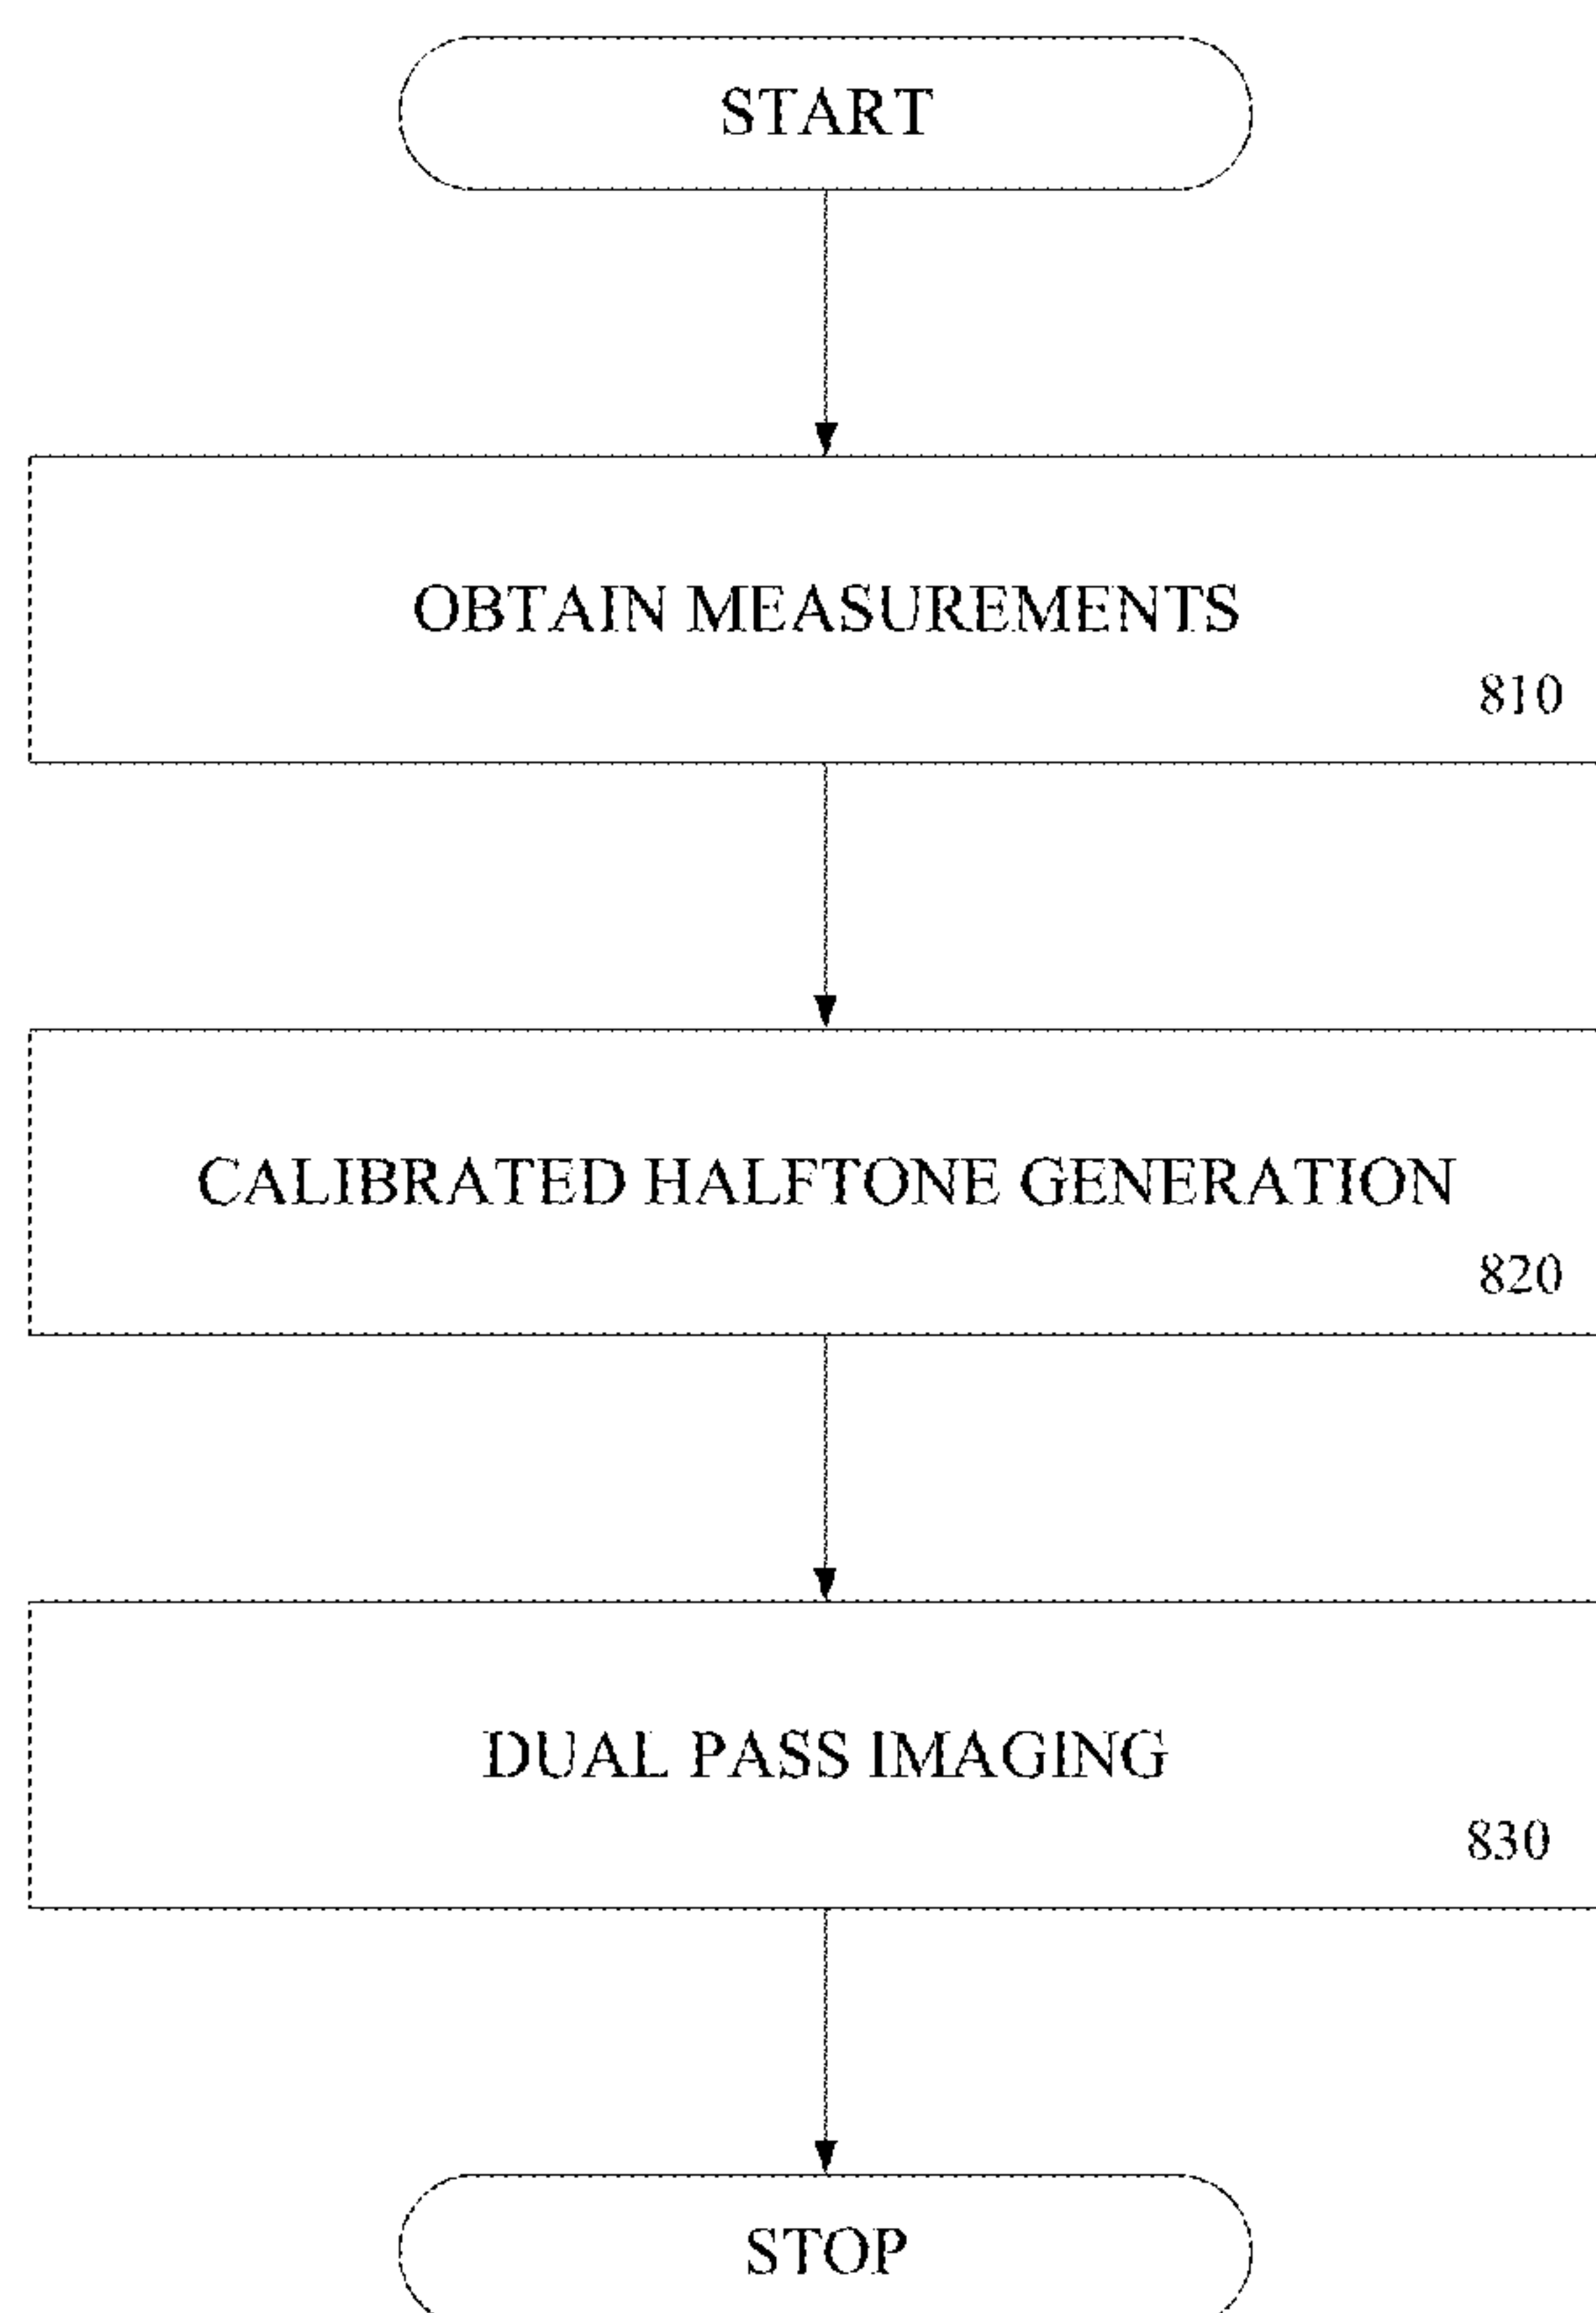 START
OBTAIN MEASUREMENTS
810
CALIBRATED HALFTONE GENERATION
820
DUAL PASS IMAGING
830
STOP